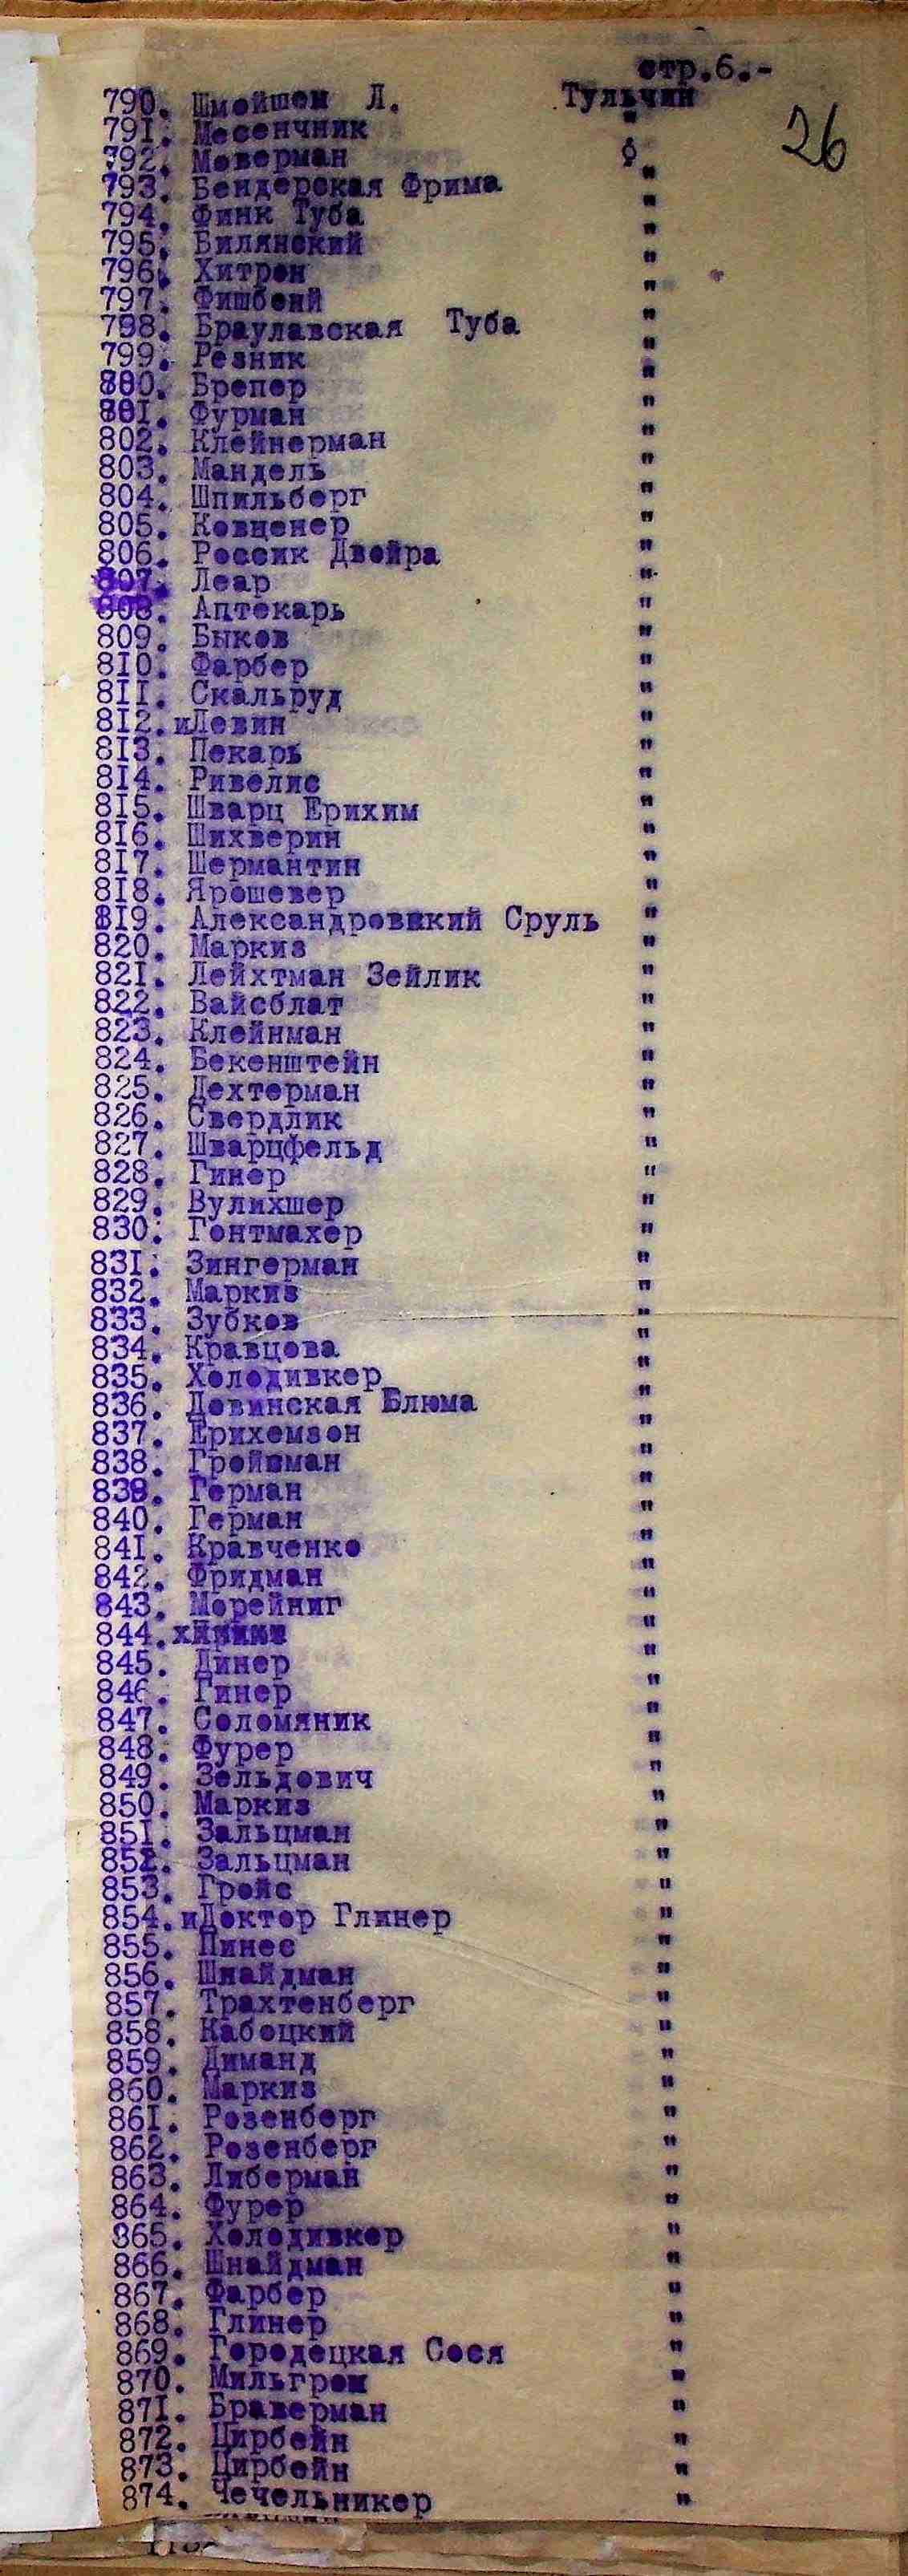 стр.6.-
790. Шмейшен Л. Тульчин
26
791. Месенчник "
792. Меверман "
793. Бендерская Фрима "
794. Финк Туба "
795. Билянский "
796. Хитрен "
797. Фишбейй "
798. Браулавская Туба "
799. Резник "
800. Брепер "
801. Фурман "
802. Клейнерман "
803. Мандель "
804. Шпильберг "
805. Ковценер "
806. Россик Двейра "
807. Леар "
808. Аптекарь "
809. Быков "
810. Фарбер "
811. Скальруд "
812.иЛевин "
813. Пекарь "
814. Ривелис "
815. Шварц Ерихим "
816. Шихверин "
817. Шермантин "
818. Ярошевер "
819. Александровикий Сруль "
820. Маркиз "
821. Лейхтман Зейлик "
822. Вайсблат "
823. Клейнман "
824. Бекенштейн "
825. Дехтерман "
826. Свердлик "
827. Шварцфельд "
828. Гинер "
829. Вулихшер "
830. Гентмахер "
831. Зингерман "
832. Маркиз "
833. Зубков "
834. Кравцова "
835. Холодивкер "
836. Девинская Блюма "
837. Ерихемзон "
838. Гройзман "
839. Герман "
840. Герман "
841. Кравченко "
842. Фридман "
843. Морейниг "
844. "
845. Динер "
846. Гинер "
847. Соломяник "
848. Фурер "
849. Зельдович "
850. Маркиз "
851. Зальцман "
852. Зальцман "
853. Гройс "
854.иДоктор Глинер "
855. Пинес "
856. Шнайдман "
857. Трахтенберг "
858. Кабоцкий "
859. Диманд "
860. Маркиз "
861. Розенберг "
862. Розенберг "
863. Либерман "
864. Фурер "
865. Холодивкер "
866. Шнайдман "
867. Фарбер "
868. Глинер "
869. Городецкая Сося "
870. Мильгром "
871. Браверман "
872. Цирбейн "
873. Цирбейн "
874. Чечельникер "